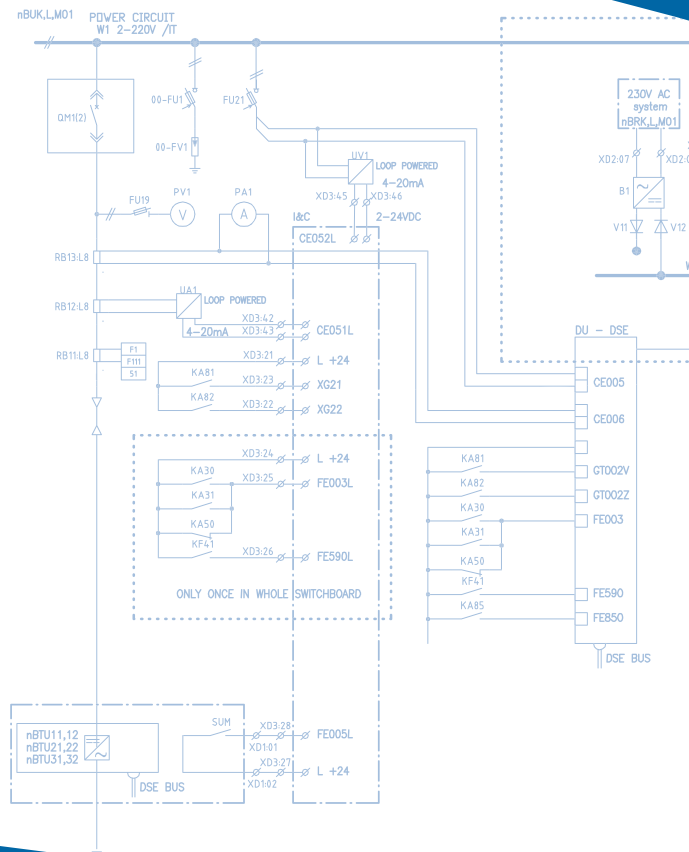 nBUK,L,M01
POWER CIRCUIT
W1 2-220V /IT
QM1(2)
00-FU1
FU21
00-FV1
230V AC
system
nBRK,L,M01
XD2:07
B1
V11
V12
UV1
LOOP POWERED
4-20mA
XD3:45
XD3:46
I&C
2-24VDC
CE052L
FU19
PV1
V
PA1
A
RB13:L8
RB12:L8
UA1
LOOP POWERED
4-20mA
XD3:42
XD3:43
CE051L
RB11:L8
F1
F111
51
XD3:21
L +24
KA81
XD3:23
XG21
KA82
XD3:22
XG22
XD3:24
L +24
KA30
XD3:25
FE003L
KA31
KA50
KF41
XD3:26
FE590L
ONLY ONCE IN WHOLE SWITCHBOARD
DU - DSE
CE005
CE006
KA81
GT002V
KA82
GT002Z
KA30
FE003
KA31
KA50
KF41
FE590
KA85
FE850
DSE BUS
nBTU11,12
nBTU21,22
nBTU31,32
DSE BUS
SUM
XD3:28
FE005L
XD1:01
XD3:27
L +24
XD1:02